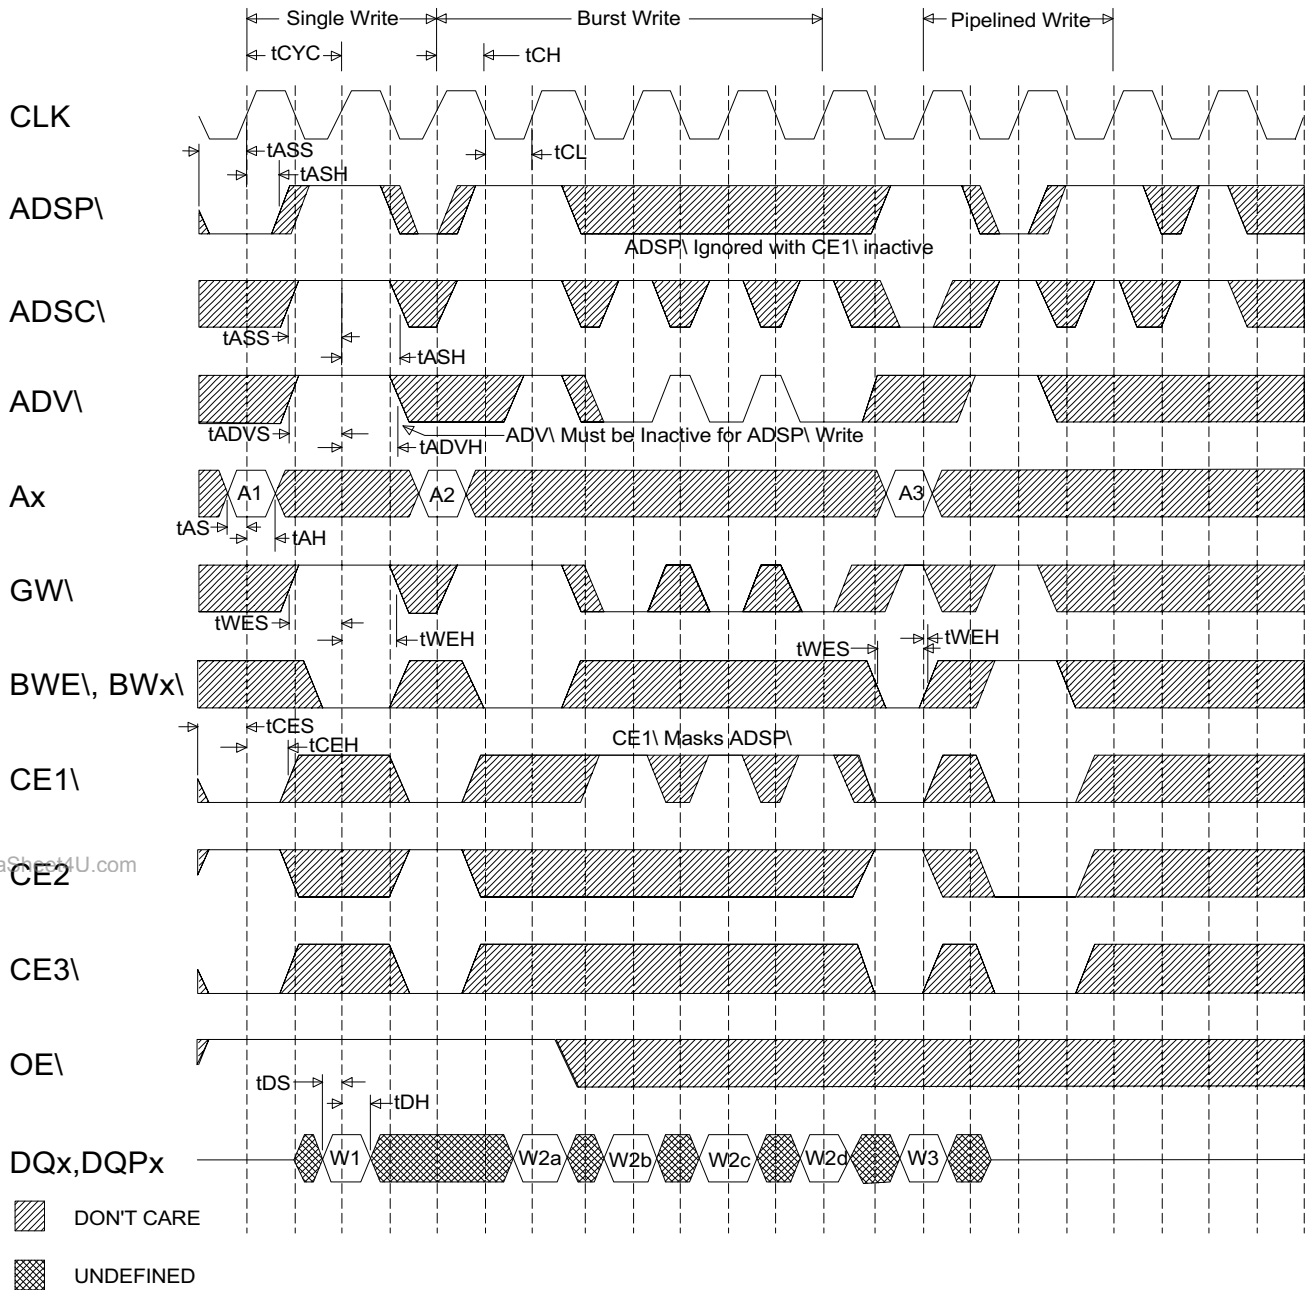 Single Write
Burst Write
Pipelined Write
tCYC
tCH
CLK
tASS
tCL
tASH
ADSP\
ADSP\ Ignored with CE1\ inactive
ADSC\
tASS
tASH
ADV\
tADVS
tADVH
ADV\ Must be Inactive for ADSP\ Write
Ax
A1
A2
A3
tAS
tAH
GW\
tWES
tWEH
tWES
tWEH
BWE\, BWx\
tCES
tCEH
CE1\ Masks ADSP\
CE1\
aSheet4U.com
CE2
CE3\
OE\
tDS
tDH
DQx,DQPx
W1
W2a
W2b
W2c
W2d
W3
DON'T CARE
UNDEFINED